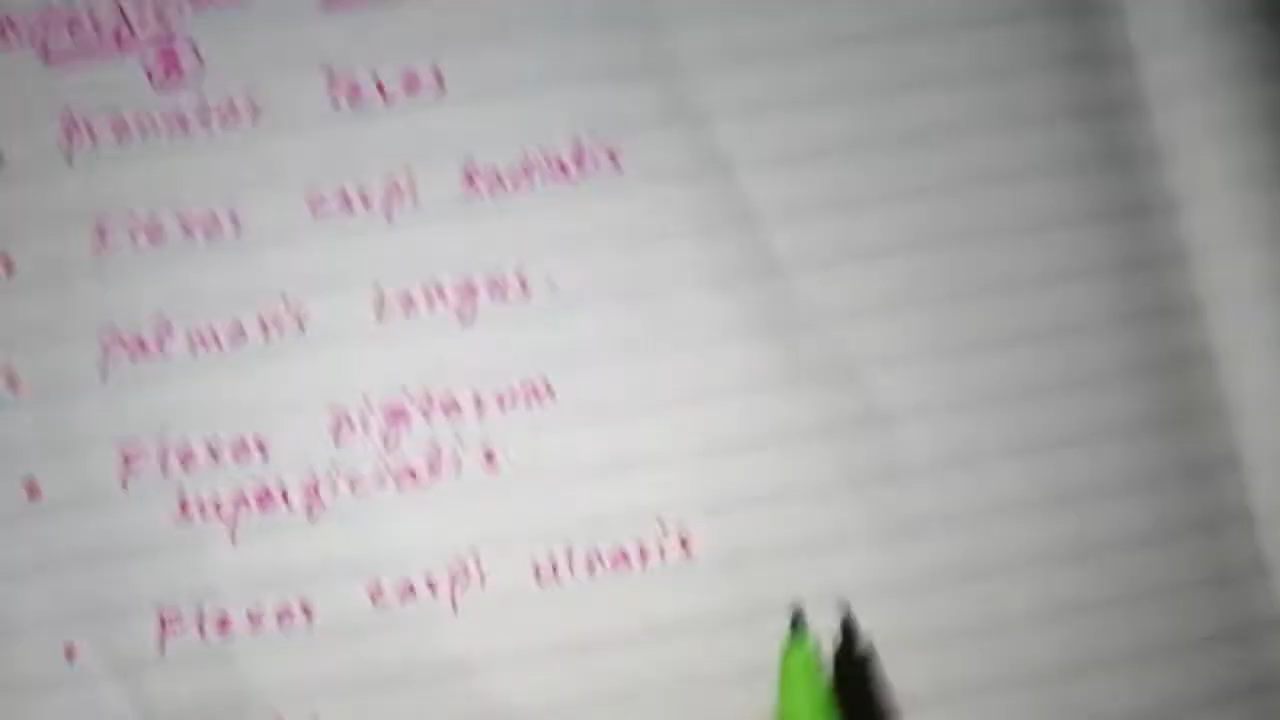 Pronator teres
Flexor carpi radialis
Palmaris longus.
Flexor Digitorum
superficialis
Flexor carpi ulnaris